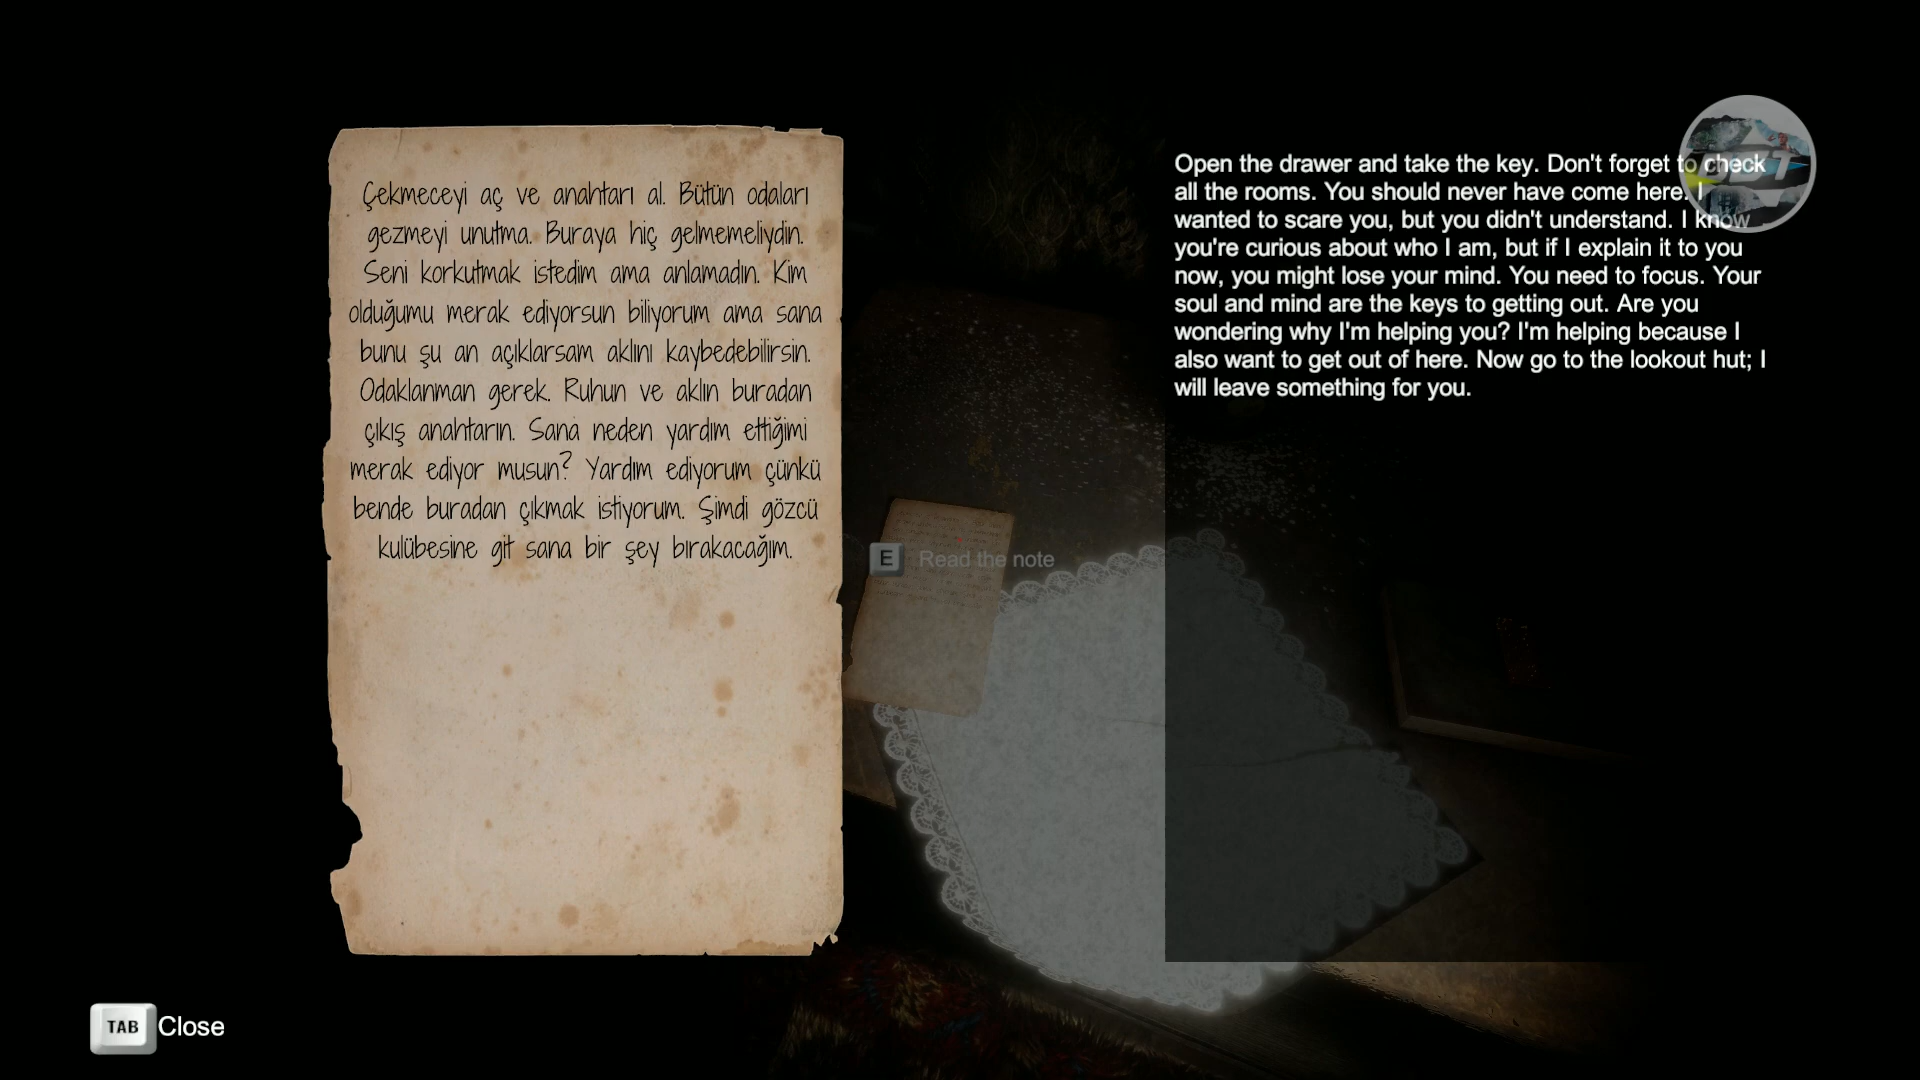 Çekmeceyi aç ve anahtarı al. Bütün odaları
gezmeyi unutma. Buraya hiç gelmemeliydin.
Seni korkutmak istedim ama anlamadın. Kim
olduğumu merak ediyorsun biliyorum ama sana
bunu şu an açıklarsam aklını kaybedebilirsin.
Odaklanman gerek. Ruhun ve aklın buradan
çıkış anahtarın. Sana neden yardım ettiğimi
merak ediyor musun? Yardım ediyorum çünkü
bende buradan çıkmak istiyorum. Şimdi gözcü
kulübesine git sana bir şey bırakacağım.
Open the drawer and take the key. Don't forget to check
all the rooms. You should never have come here. I
wanted to scare you, but you didn't understand. I know
you're curious about who I am, but if I explain it to you
now, you might lose your mind. You need to focus. Your
soul and mind are the keys to getting out. Are you
wondering why I'm helping you? I'm helping because I
also want to get out of here. Now go to the lookout hut; I
will leave something for you.
E Read the note
TAB Close